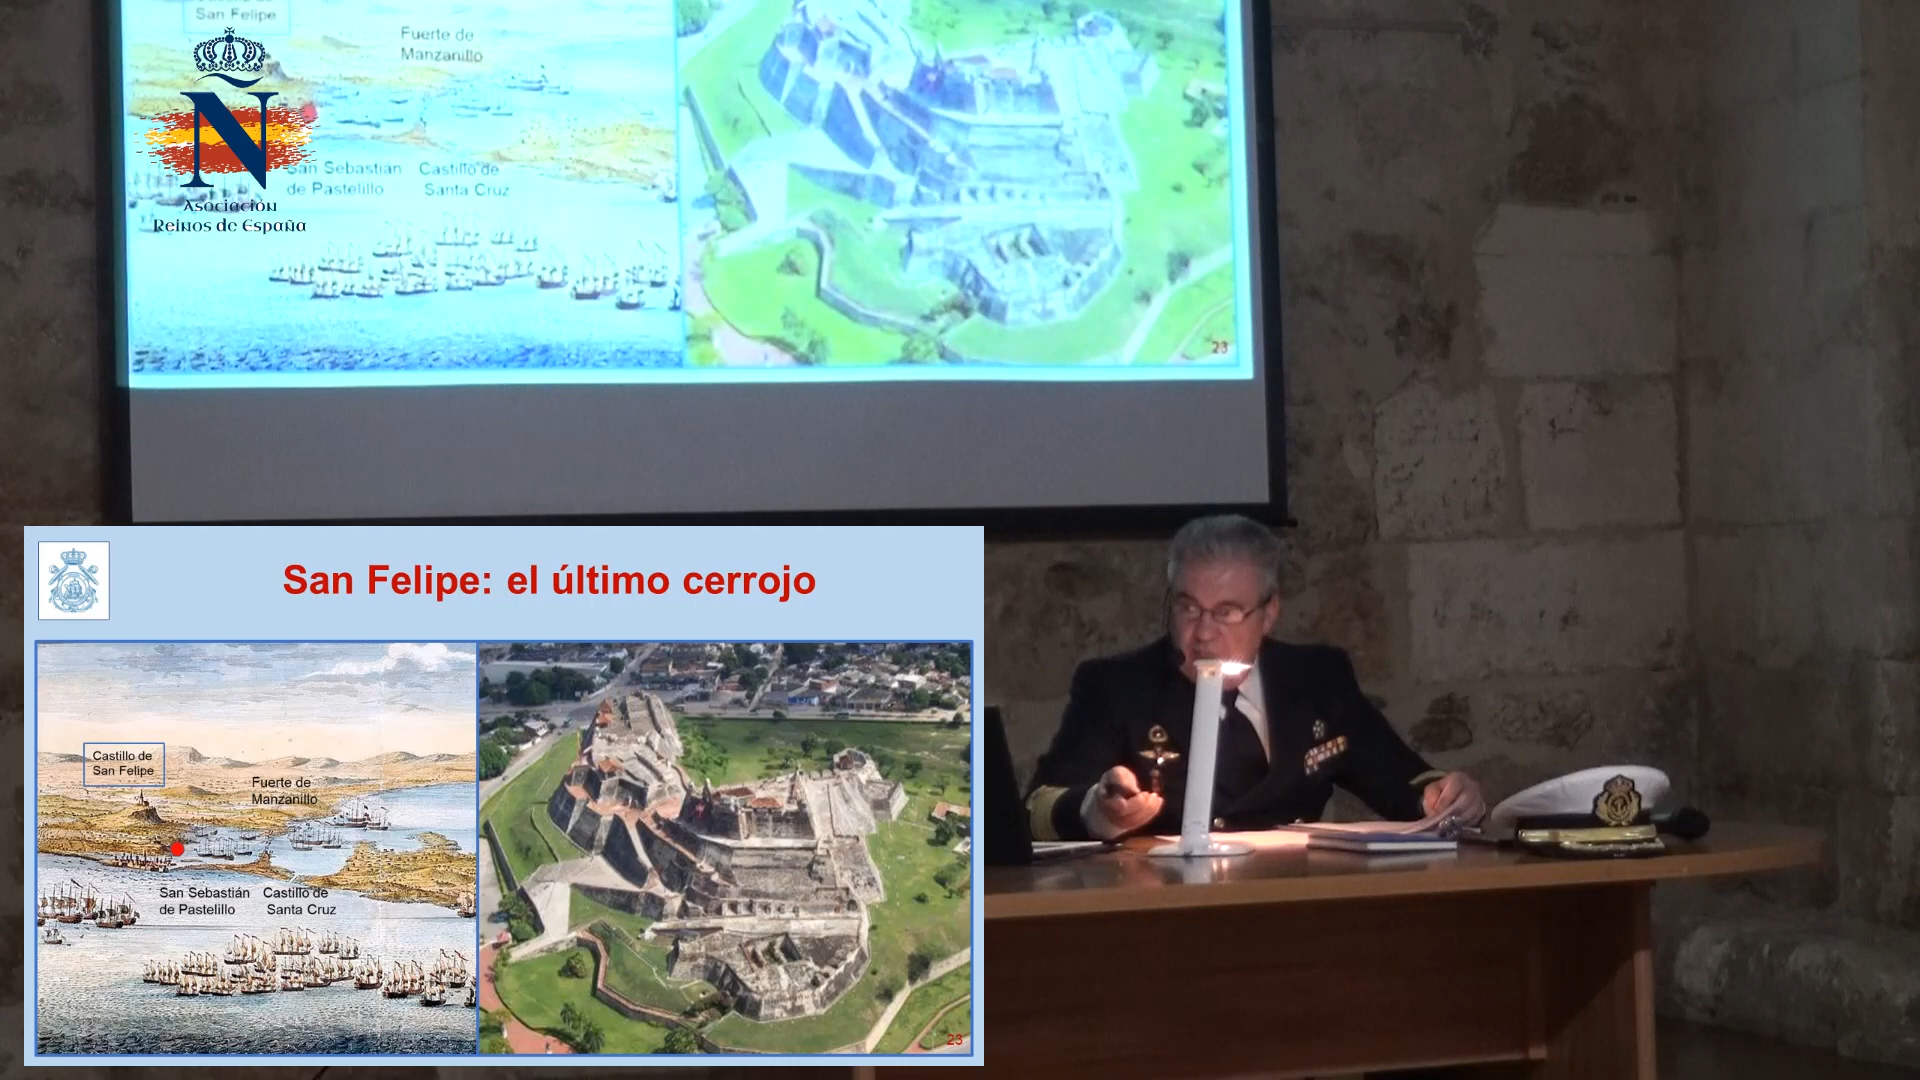 San Felipe
Fuerte de
Manzanillo
San Sebastián
de Pastelillo
Castillo de
Santa Cruz
23
Ñ
Asociación
Reinos de España
San Felipe: el último cerrojo
Castillo de
San Felipe
Fuerte de
Manzanillo
San Sebastián
de Pastelillo
Castillo de
Santa Cruz
23